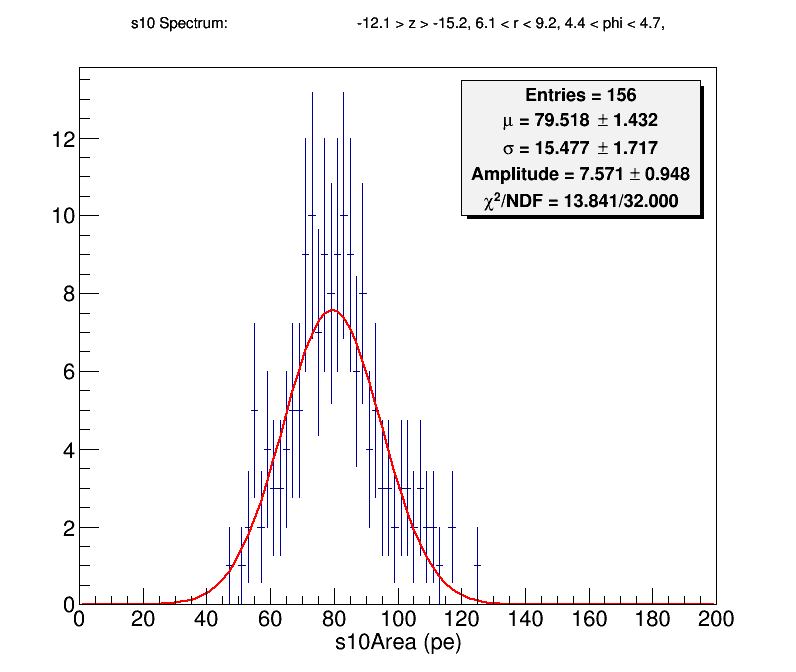 s10 Spectrum: -12.1 > z > -15.2, 6.1 < r < 9.2, 4.4 < phi < 4.7,
Entries = 156
μ = 79.518 ± 1.432
σ = 15.477 ± 1.717
Amplitude = 7.571 ± 0.948
χ²/NDF = 13.841/32.000
12
10
8
6
4
2
0
0 20 40 60 80 100 120 140 160 180 200
s10Area (pe)